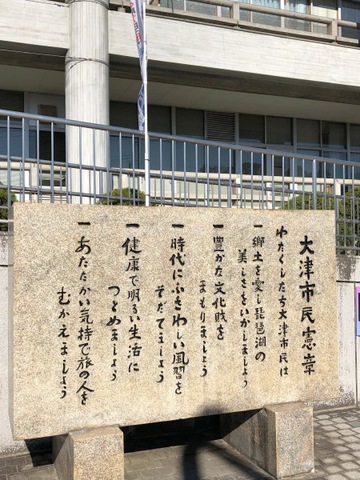 大津市民憲章
わたくしたち大津市民は
一 郷土を愛し琵琶湖の
美しさをいかしましょう
一 豊かな文化財を
まもりましょう
一 時代にふさわしい風習を
そだてましょう
一 健康で明るい生活に
つとめましょう
一 あたたかい気持で旅の人を
むかえましょう